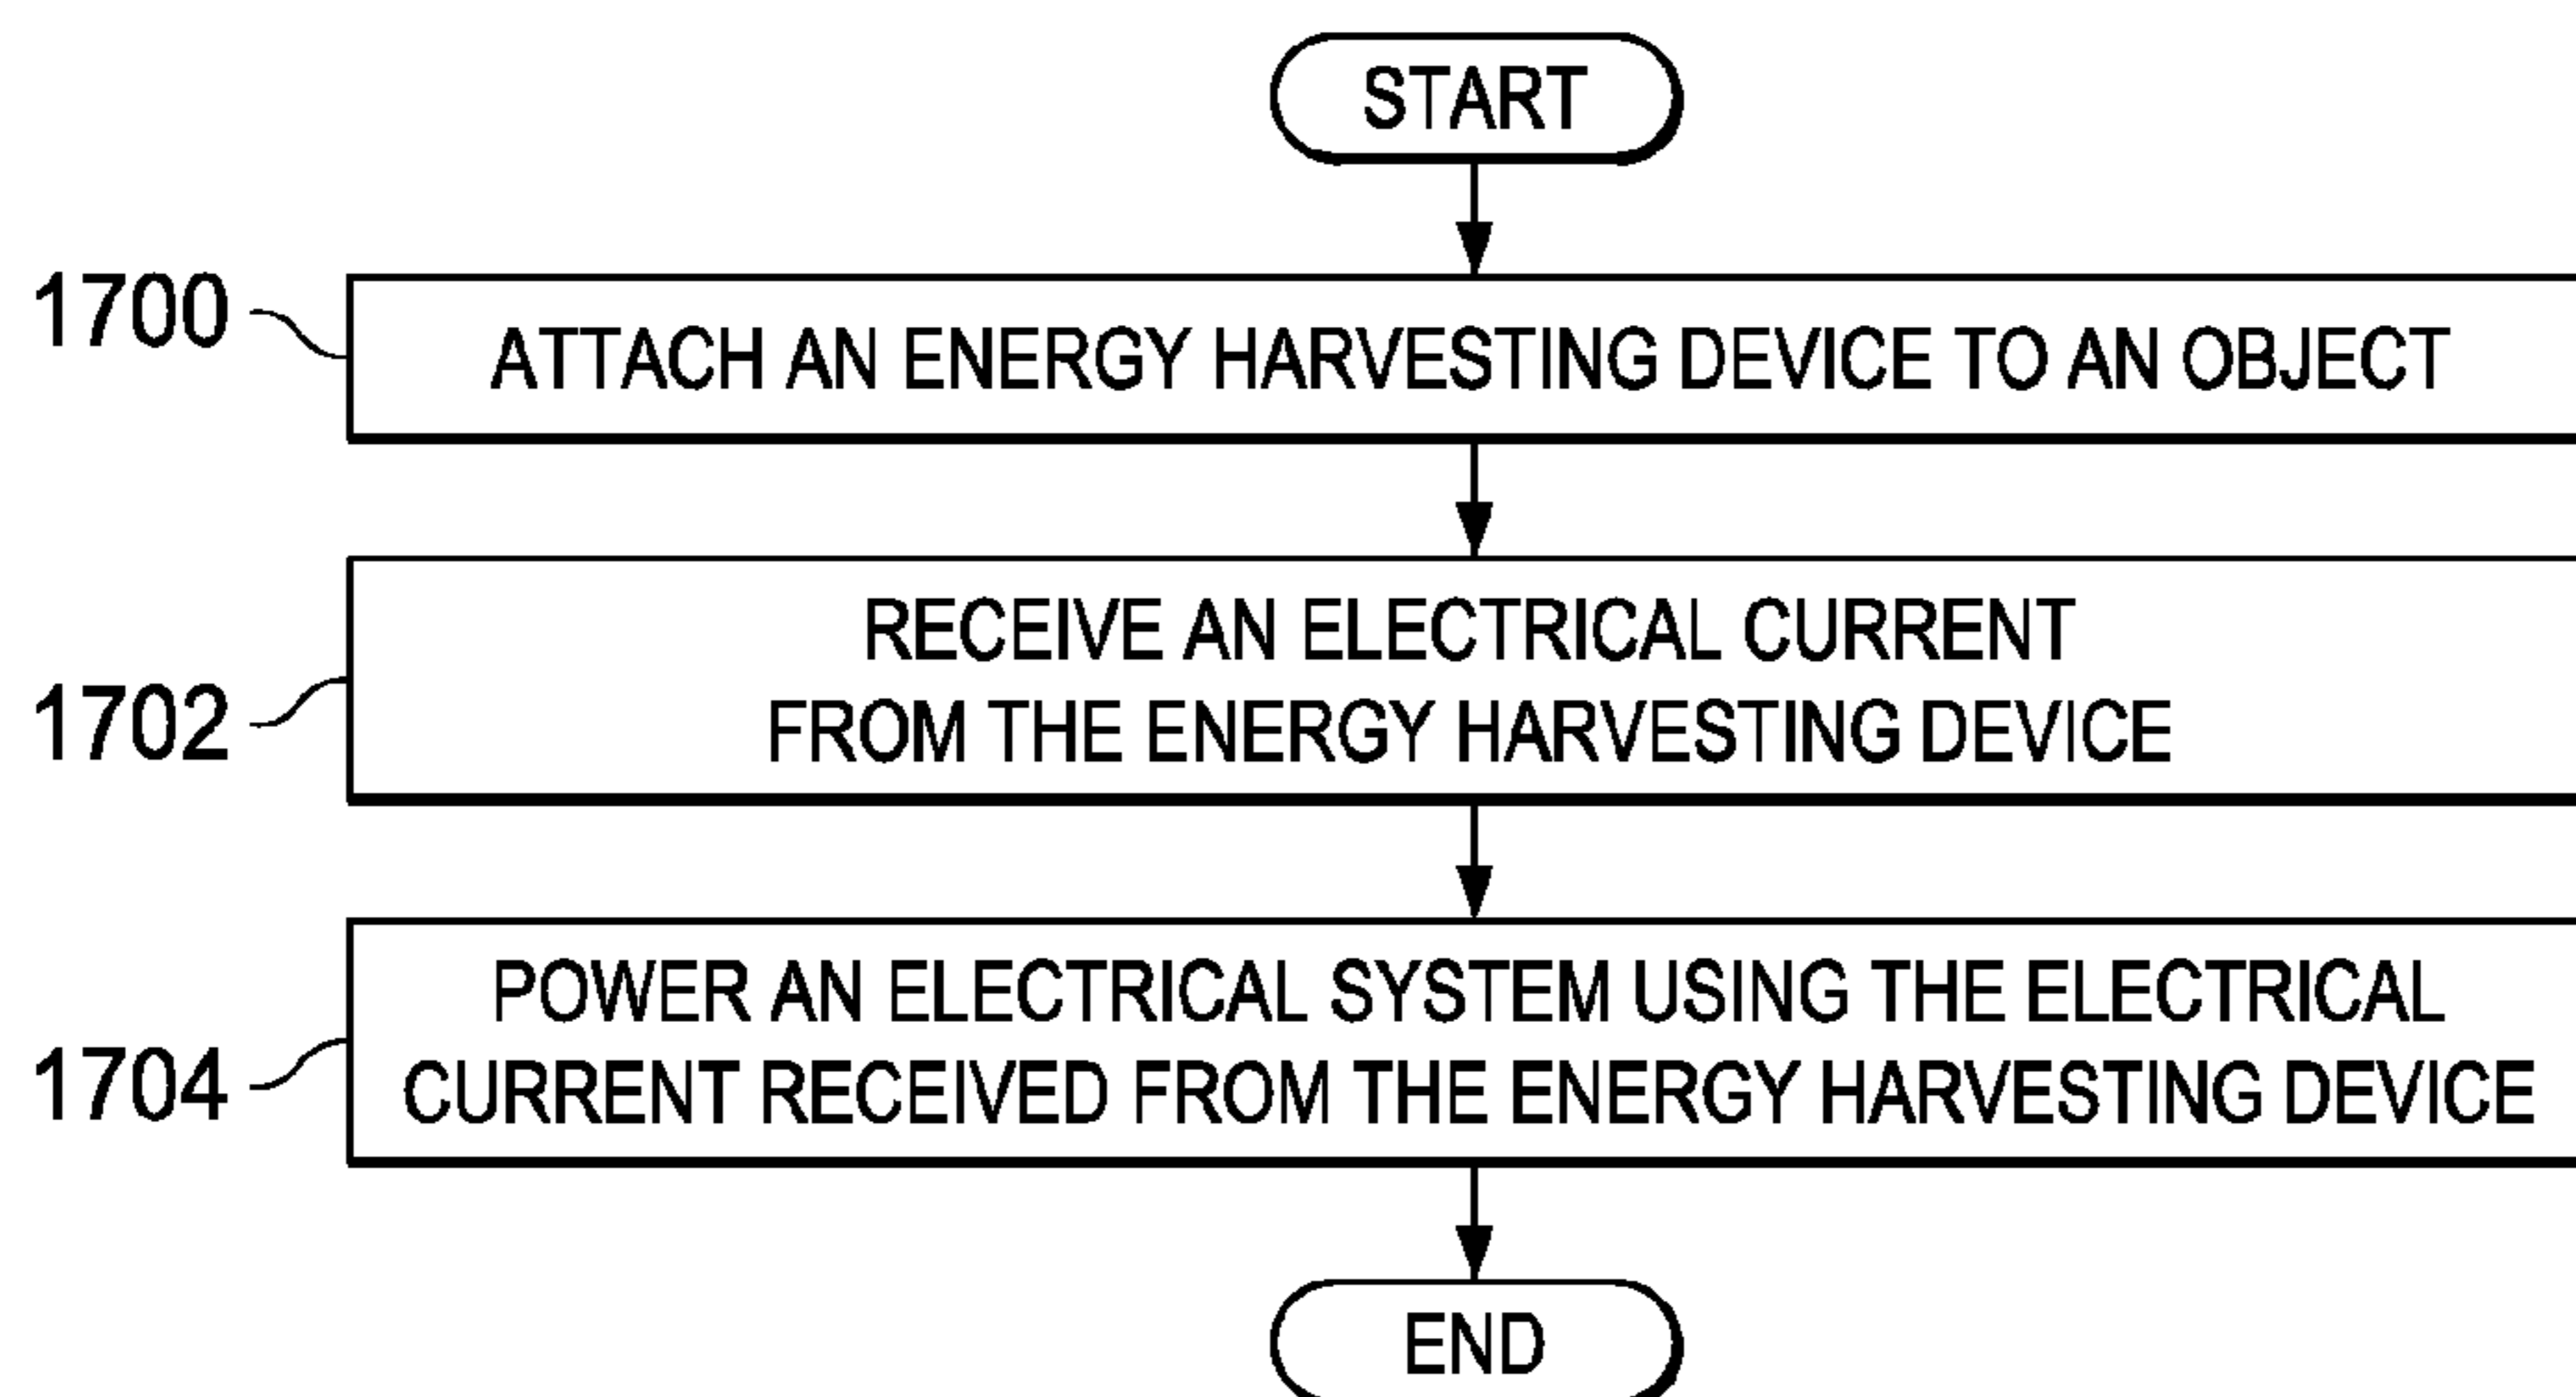 START
1700
ATTACH AN ENERGY HARVESTING DEVICE TO AN OBJECT
1702
RECEIVE AN ELECTRICAL CURRENT
FROM THE ENERGY HARVESTING DEVICE
1704
POWER AN ELECTRICAL SYSTEM USING THE ELECTRICAL
CURRENT RECEIVED FROM THE ENERGY HARVESTING DEVICE
END